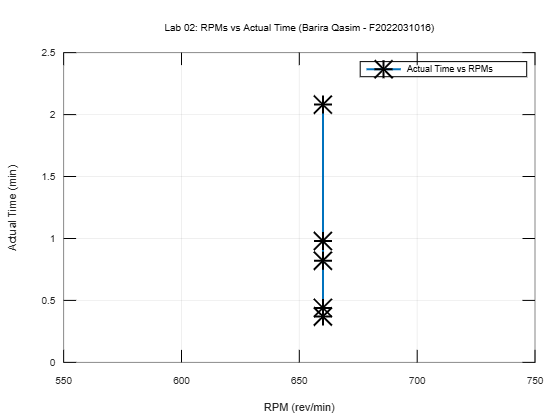 Lab 02: RPMs vs Actual Time (Barira Qasim - F2022031016)
2.5
Actual Time vs RPMs
2
1.5
1
0.5
0
Actual Time (min)
550 600 650 700 750
RPM (rev/min)